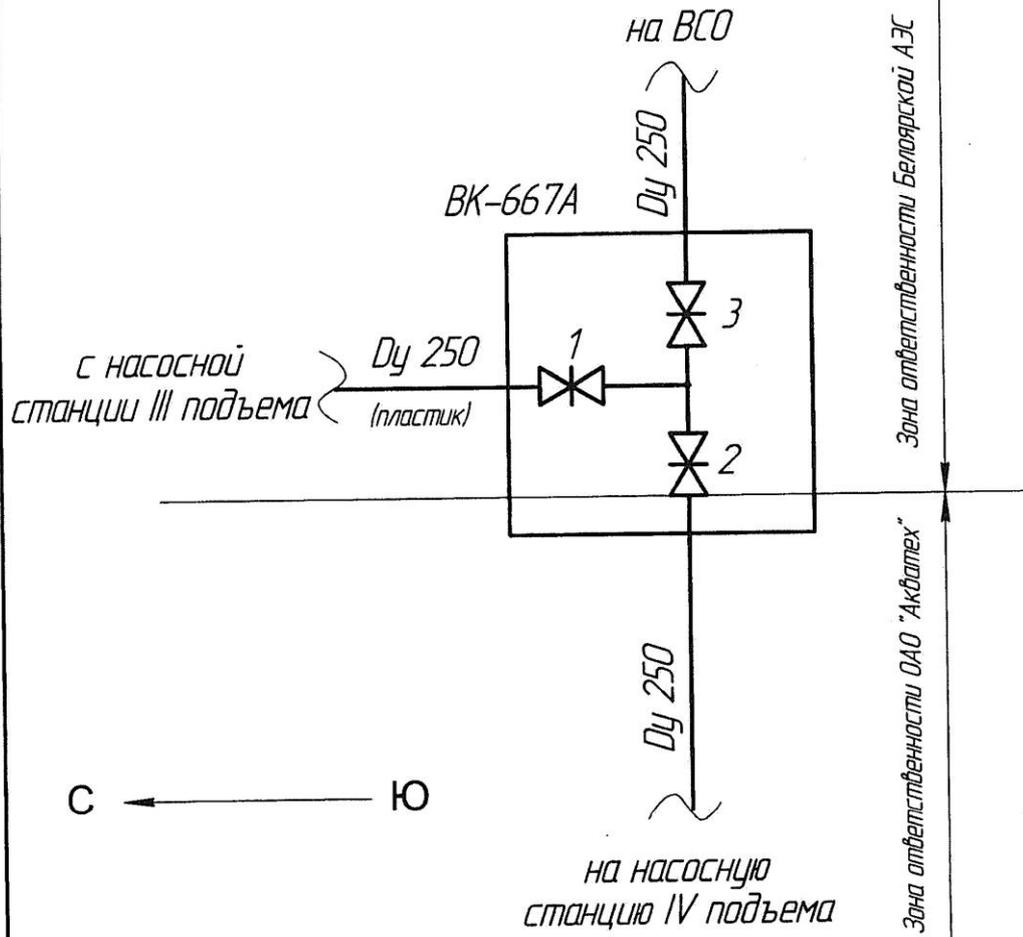 на ВСО
Dy 250
ВК-667А
3
1
Dy 250
(пластик)
с насосной
станции III подъема
2
Зона ответственности Белоярской АЭС
Зона ответственности ОАО "Акватех"
Dy 250
С
Ю
на насосную
станцию IV подъема